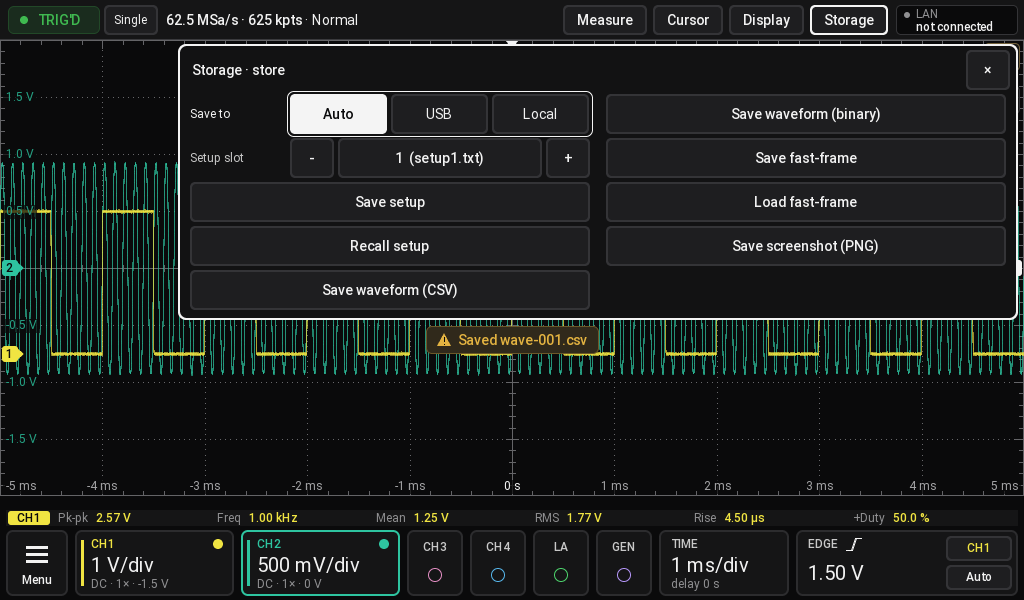 TRIG'D
Single
62.5 MSa/s · 625 kpts · Normal
Measure
Cursor
Display
Storage
LAN
not connected
Storage · store
×
Save to
Auto
USB
Local
Save waveform (binary)
Setup slot
-
1 (setup1.txt)
+
Save fast-frame
Save setup
Load fast-frame
Recall setup
Save screenshot (PNG)
Save waveform (CSV)
1.5 V
1.0 V
0.5 V
2
-0.5 V
Saved wave-001.csv
1
-1.0 V
-1.5 V
-5 ms
-4 ms
-3 ms
-2 ms
-1 ms
0 s
1 ms
2 ms
3 ms
4 ms
5 ms
CH1
Pk-pk 2.57 V
Freq 1.00 kHz
Mean 1.25 V
RMS 1.77 V
Rise 4.50 µs
+Duty 50.0 %
Menu
CH1
1 V/div
DC · 1× · -1.5 V
CH2
500 mV/div
DC · 1× · 0 V
CH3
CH4
LA
GEN
TIME
1 ms/div
delay 0 s
EDGE
1.50 V
CH1
Auto